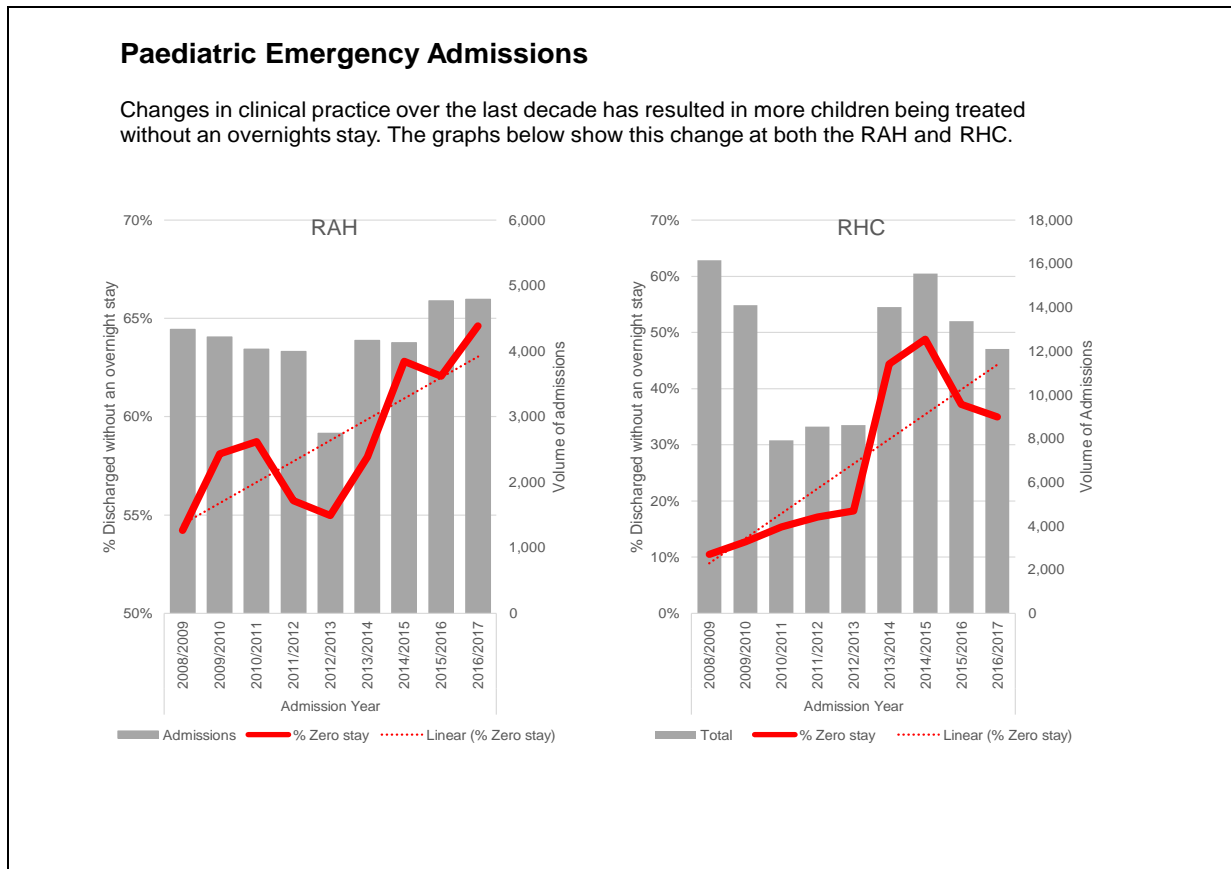 Paediatric Emergency Admissions
Changes in clinical practice over the last decade has resulted in more children being treated
without an overnights stay. The graphs below show this change at both the RAH and RHC.
RAH
70%
65%
60%
55%
50%
% Discharged without an overnight stay
6,000
5,000
4,000
3,000
2,000
1,000
0
Volume of admissions
2008/2009
2009/2010
2010/2011
2011/2012
2012/2013
2013/2014
2014/2015
2015/2016
2016/2017
Admission Year
Admissions
% Zero stay
Linear (% Zero stay)
RHC
70%
60%
50%
40%
30%
20%
10%
0%
% Discharged without an overnight stay
18,000
16,000
14,000
12,000
10,000
8,000
6,000
4,000
2,000
0
Volume of Admissions
2008/2009
2009/2010
2010/2011
2011/2012
2012/2013
2013/2014
2014/2015
2015/2016
2016/2017
Admission Year
Total
% Zero stay
Linear (% Zero stay)